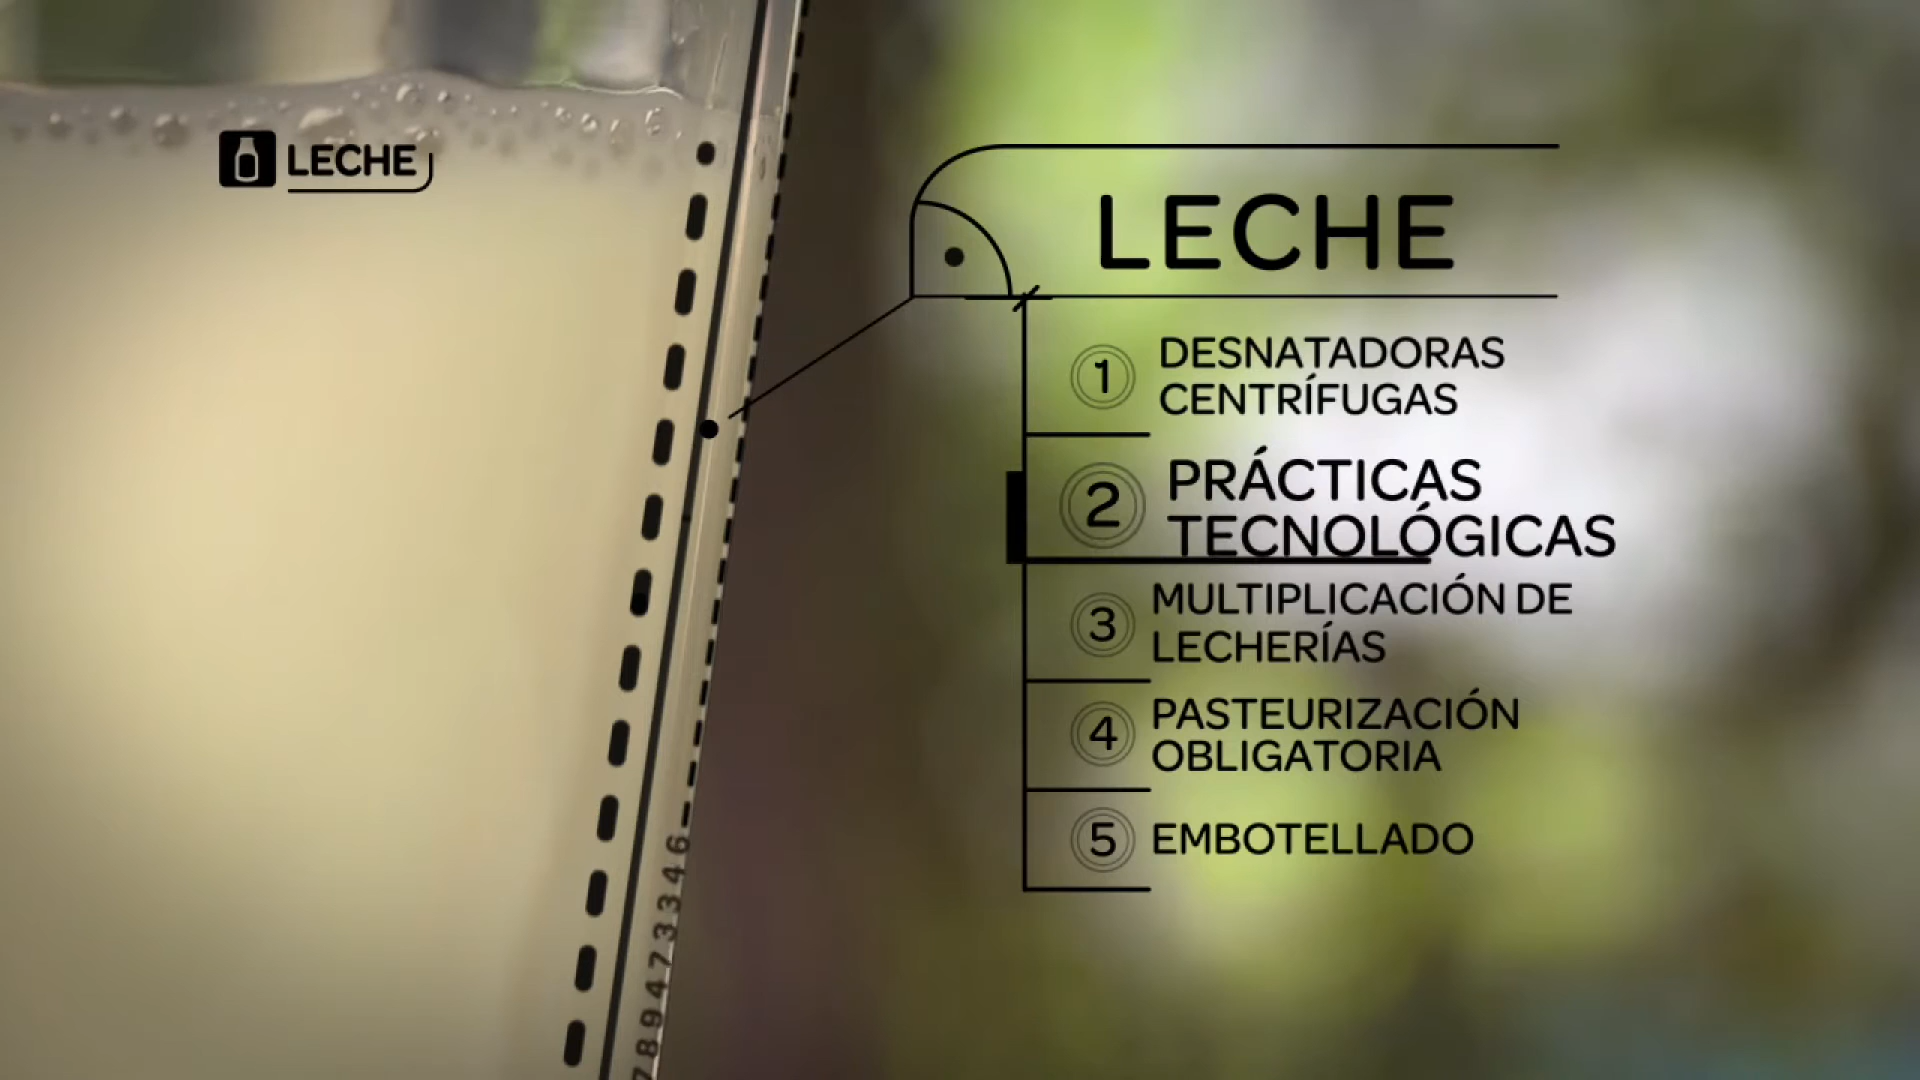 LECHE
LECHE
1 DESNATADORAS
CENTRÍFUGAS
2 PRÁCTICAS
TECNOLÓGICAS
3 MULTIPLICACIÓN DE
LECHERÍAS
4 PASTEURIZACIÓN
OBLIGATORIA
5 EMBOTELLADO
789473346